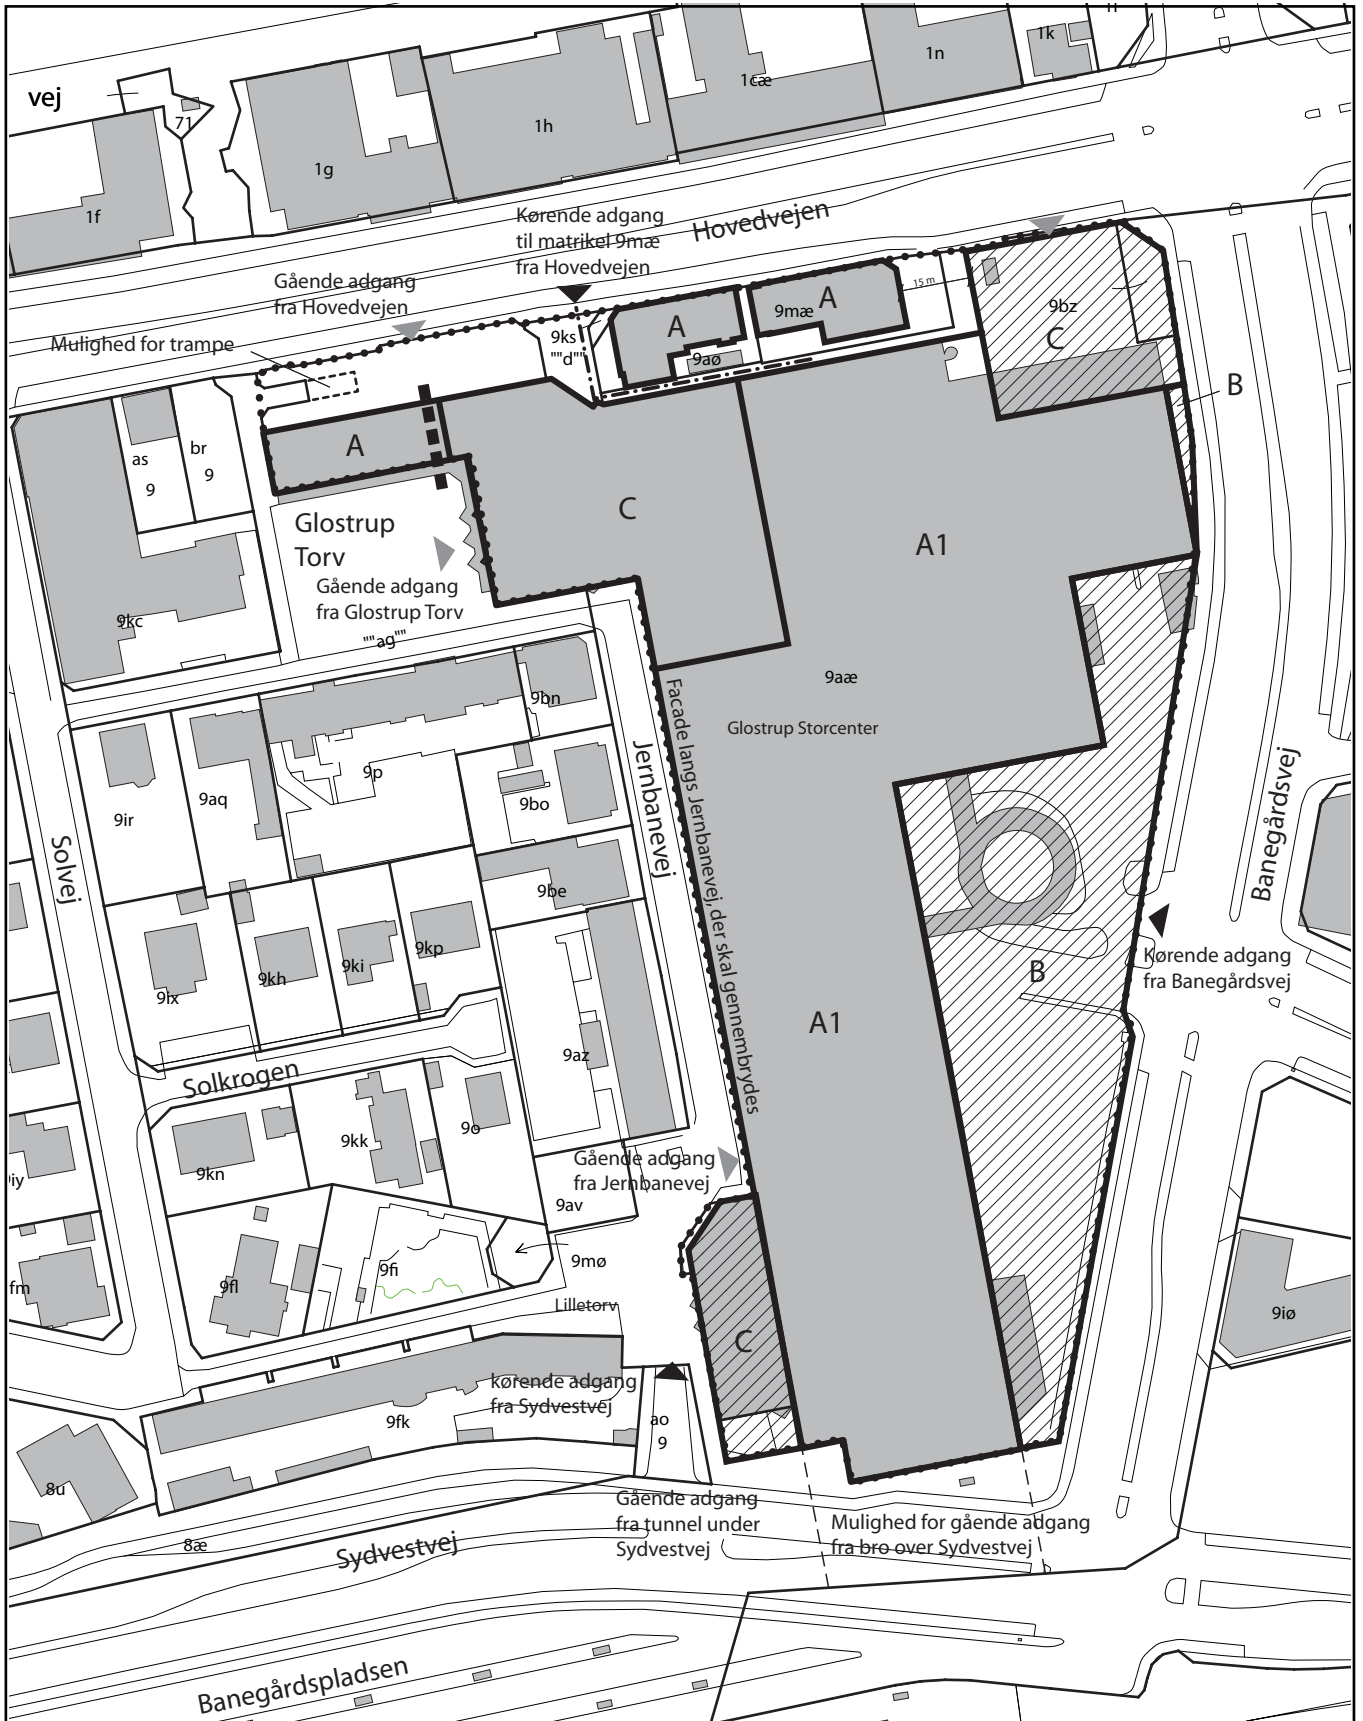 1k
1n
1cæ
vej
71
1h
1g
1f
Kørende adgang
til matrikel 9mæ
fra Hovedvejen
Hovedvejen
Gående adgang
fra Hovedvejen
15 m
9bz
C
9mæ
A
A
9ks
""d""
9aø
Mulighed for trampe
B
A
as
9
br
9
C
Glostrup
Torv
A1
Gående adgang
fra Glostrup Torv
""ag""
9kc
9aæ
Glostrup Storcenter
9bn
Facade langs Jernbanevej, der skal gennembrydes
Jernbanevej
9p
9bo
9aq
9ir
Solvej
Banegårdsvej
9be
9kp
9ki
9kh
9ix
Kørende adgang
fra Banegårdsvej
B
A1
9az
Solkrogen
9o
9kk
9kn
Gående adgang
fra Jernbanevej
iy
9av
9mø
9fi
9fl
fm
Lilletorv
9iø
C
kørende adgang
fra Sydvestvej
9fk
ao
9
8u
Gående adgang
fra tunnel under
Sydvestvej
Mulighed for gående adgang
fra bro over Sydvestvej
8æ
Sydvestvej
Banegårdspladsen